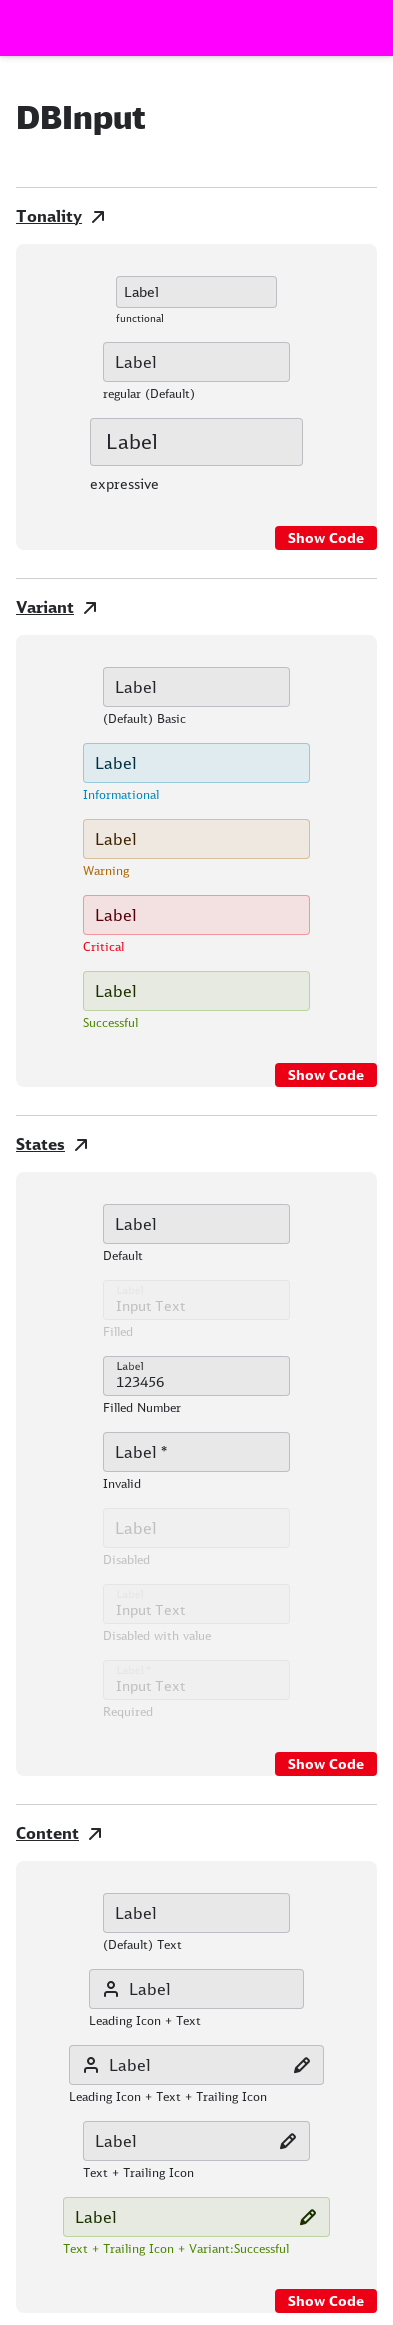 DBInput
Tonality
Label
functional
Label
regular (Default)
Label
expressive
Show Code
Variant
Label
(Default) Basic
Label
Informational
Label
Warning
Label
Critical
Label
Successful
Show Code
States
Label
Default
Label
Input Text
Filled
Label
123456
Filled Number
Label *
Invalid
Label
Disabled
Label
Input Text
Disabled with value
Label *
Input Text
Required
Show Code
Content
Label
(Default) Text
Label
Leading Icon + Text
Label
Leading Icon + Text + Trailing Icon
Label
Text + Trailing Icon
Label
Text + Trailing Icon + Variant:Successful
Show Code